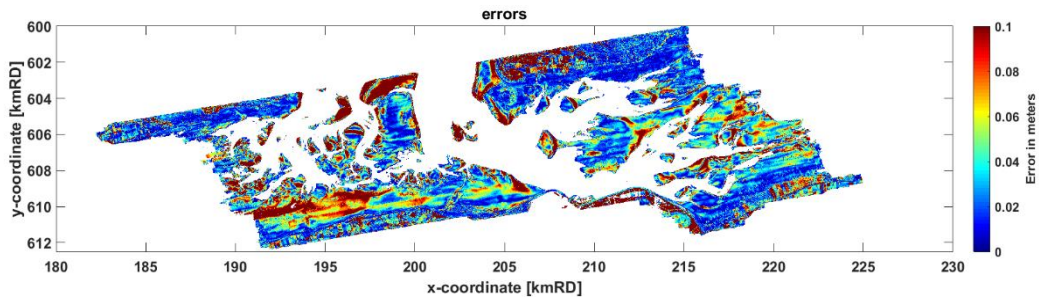 errors
600
602
604
606
608
610
612
y-coordinate [kmRD]
180 185 190 195 200 205 210 215 220 225 230
x-coordinate [kmRD]
0.1
0.08
0.06
0.04
0.02
0
Error in meters